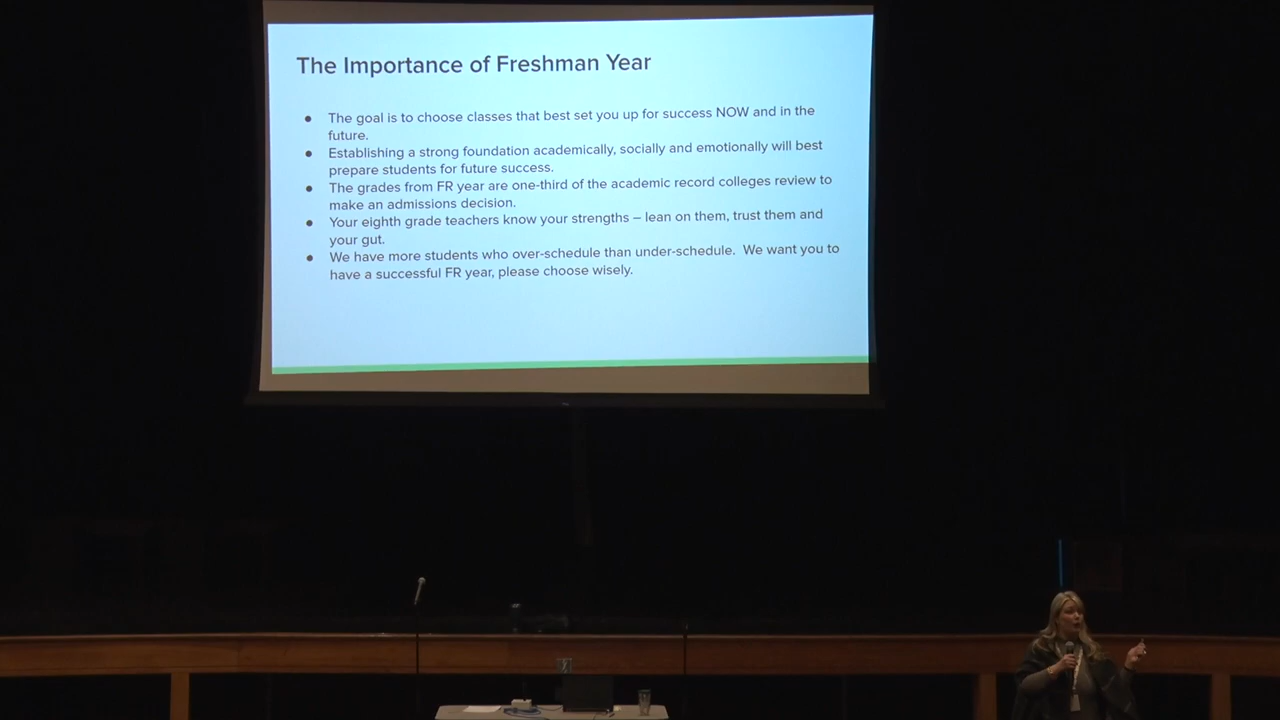 The Importance of Freshman Year
● The goal is to choose classes that best set you up for success NOW and in the
future.
● Establishing a strong foundation academically, socially and emotionally will best
prepare students for future success.
● The grades from FR year are one-third of the academic record colleges review to
make an admissions decision.
● Your eighth grade teachers know your strengths – lean on them, trust them and
your gut.
● We have more students who over-schedule than under-schedule.  We want you to
have a successful FR year, please choose wisely.